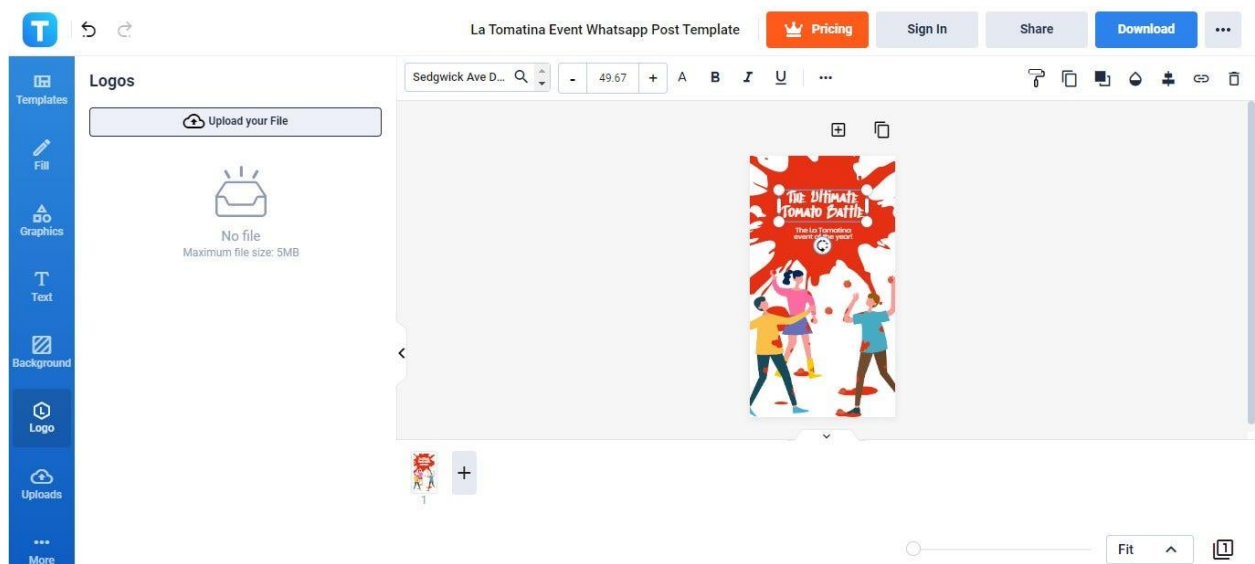 T
La Tomatina Event Whatsapp Post Template
Pricing
Sign In
Share
Download
Templates
Fill
Graphics
Text
Background
Logo
Uploads
More
Logos
Upload your File
No file
Maximum file size: 5MB
Sedgwick Ave D...
- 49.67 +
A B I U
The Ultimate
Tomato Battle
The La Tomatina
event of the year!
1
+
Fit
1